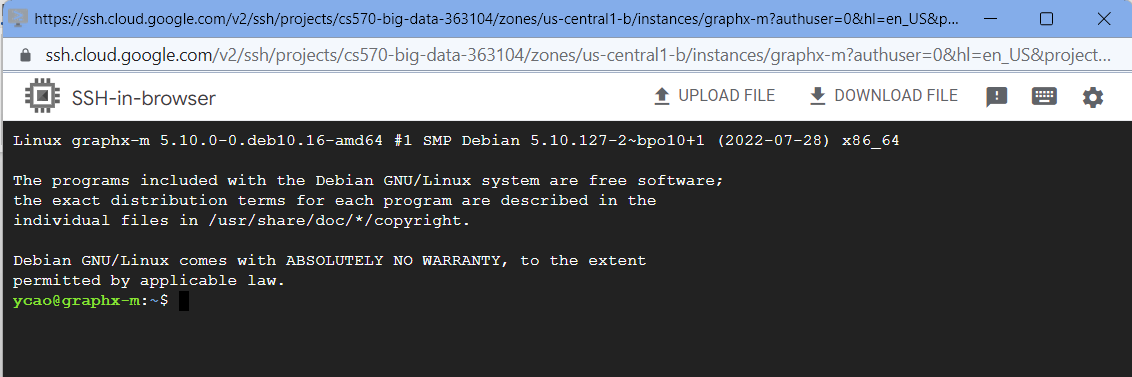 https://ssh.cloud.google.com/v2/ssh/projects/cs570-big-data-363104/zones/us-central1-b/instances/graphx-m?authuser=0&hl=en_US&p...
ssh.cloud.google.com/v2/ssh/projects/cs570-big-data-363104/zones/us-central1-b/instances/graphx-m?authuser=0&hl=en_US&project...
SSH-in-browser UPLOAD FILE DOWNLOAD FILE
Linux graphx-m 5.10.0-0.deb10.16-amd64 #1 SMP Debian 5.10.127-2~bpo10+1 (2022-07-28) x86_64
The programs included with the Debian GNU/Linux system are free software;
the exact distribution terms for each program are described in the
individual files in /usr/share/doc/*/copyright.
Debian GNU/Linux comes with ABSOLUTELY NO WARRANTY, to the extent
permitted by applicable law.
ycao@graphx-m:~$